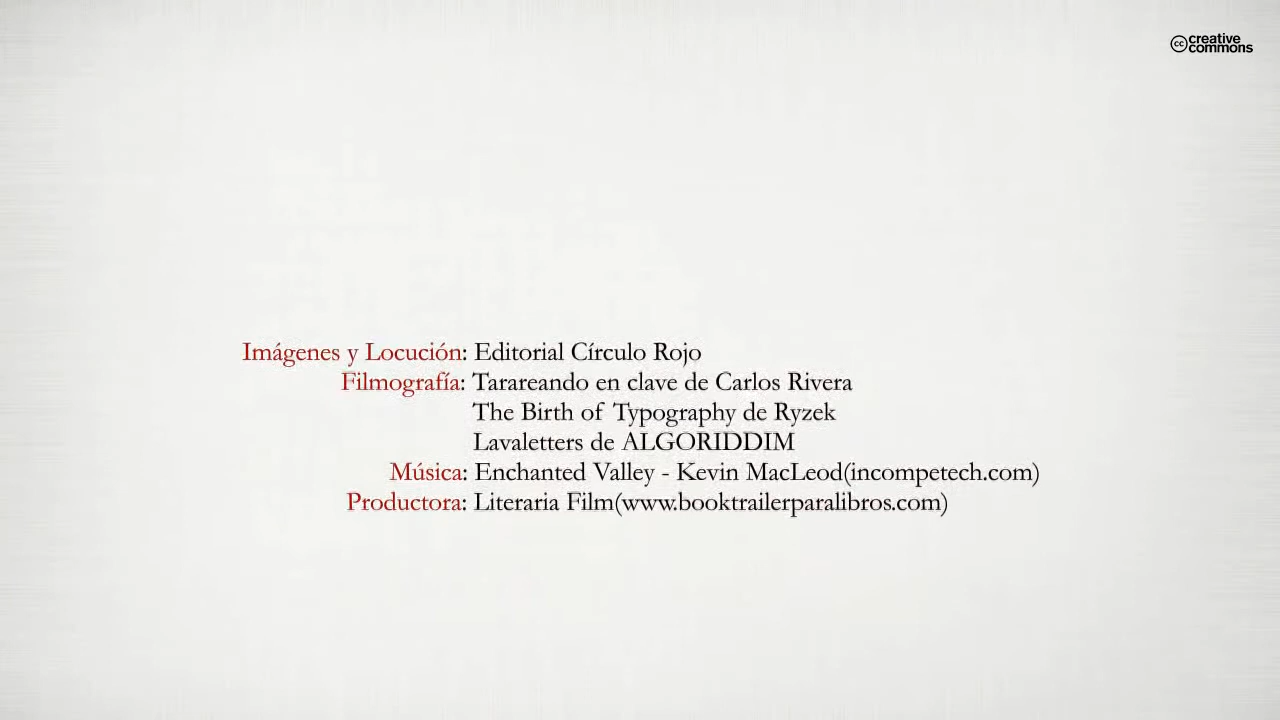 creative
commons
Imágenes y Locución: Editorial Círculo Rojo
Filmografía: Tarareando en clave de Carlos Rivera
The Birth of Typography de Ryzek
Lavaletters de ALGORIDDIM
Música: Enchanted Valley - Kevin MacLeod(incompetech.com)
Productora: Literaria Film(www.booktrailerparalibros.com)